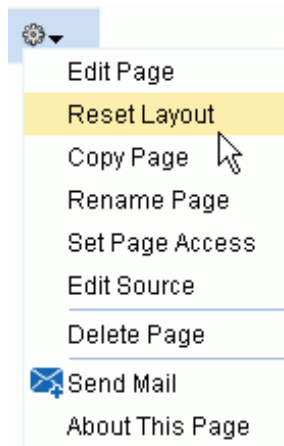 Edit Page
Reset Layout
Copy Page
Rename Page
Set Page Access
Edit Source
Delete Page
Send Mail
About This Page